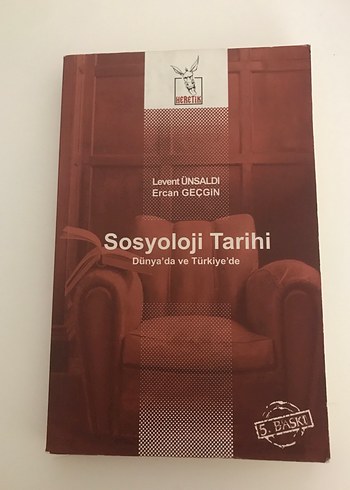 HERETİK
Levent ÜNSALDI
Ercan GEÇGİN
Sosyoloji Tarihi
Dünya'da ve Türkiye'de
5. BASKI